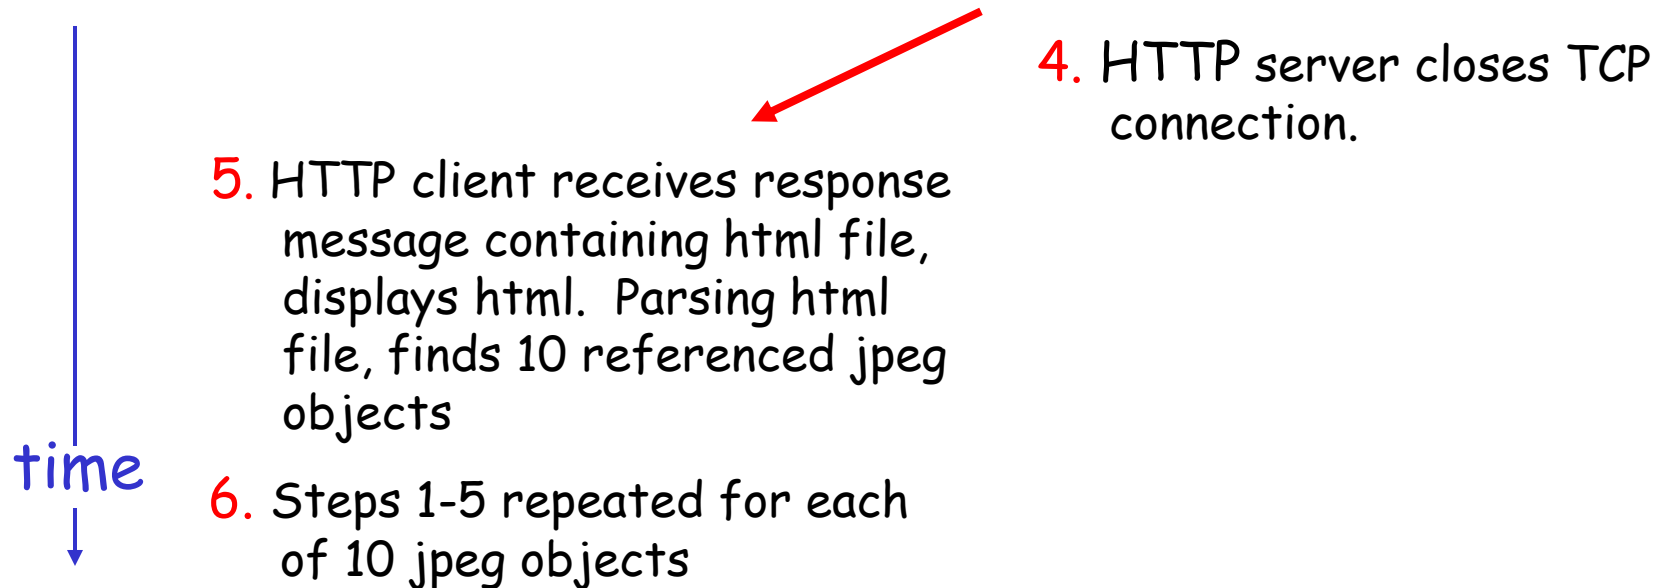 4. HTTP server closes TCP
connection.
5. HTTP client receives response
message containing html file,
displays html.  Parsing html
file, finds 10 referenced jpeg
objects
time
6. Steps 1-5 repeated for each
of 10 jpeg objects